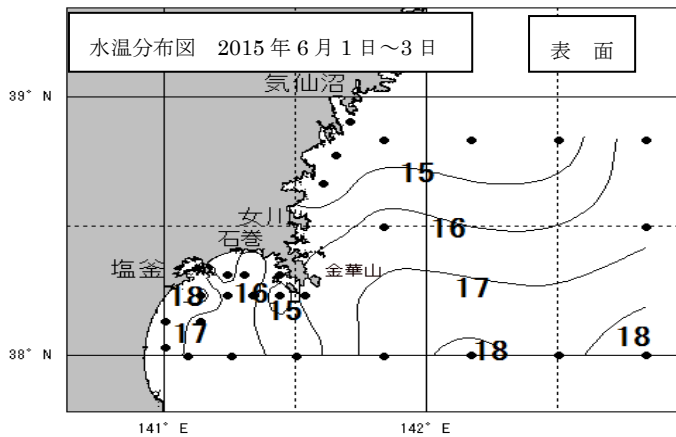 水温分布図 2015年6月1日～3日
表 面
気仙沼
39° N
15
女川
16
石巻
塩釜
金華山
18
16
17
15
17
18
18
38° N
141° E
142° E